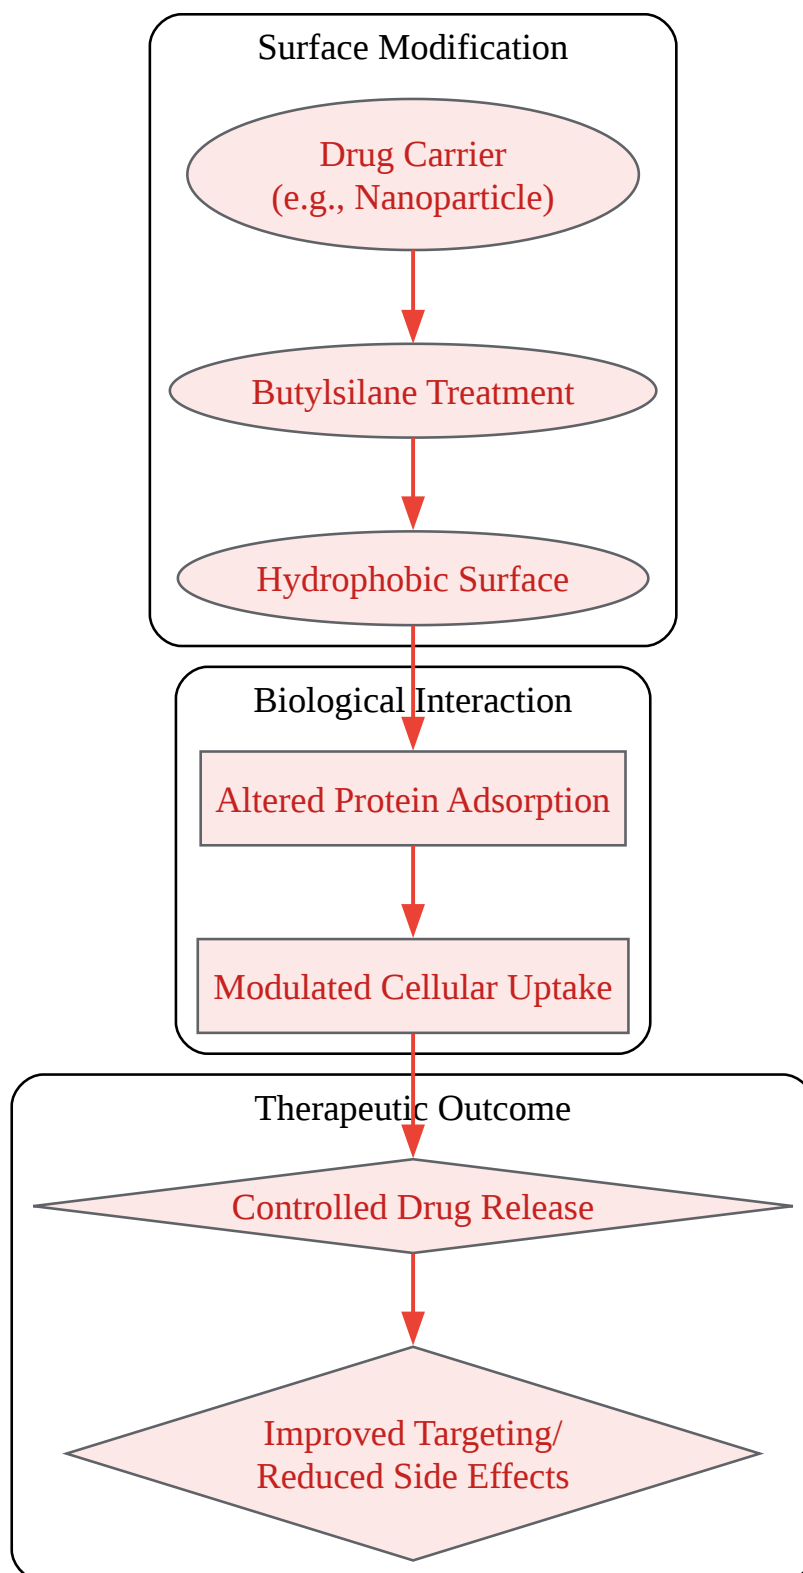 Surface Modification
Drug Carrier
(e.g., Nanoparticle)
Butylsilane Treatment
Hydrophobic Surface
Biological Interaction
Altered Protein Adsorption
Modulated Cellular Uptake
Therapeutic Outcome
Controlled Drug Release
Improved Targeting/
Reduced Side Effects